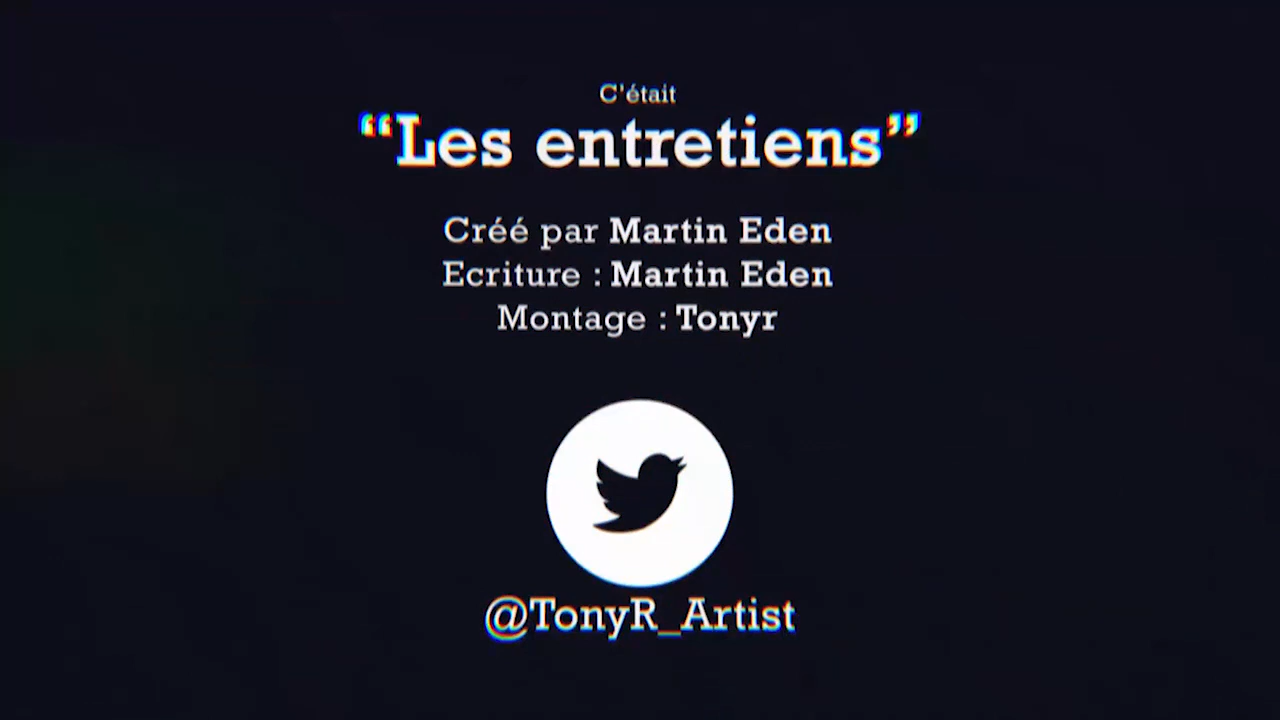 C'était
“Les entretiens”
Créé par Martin Eden
Ecriture : Martin Eden
Montage : Tonyr
@TonyR_Artist